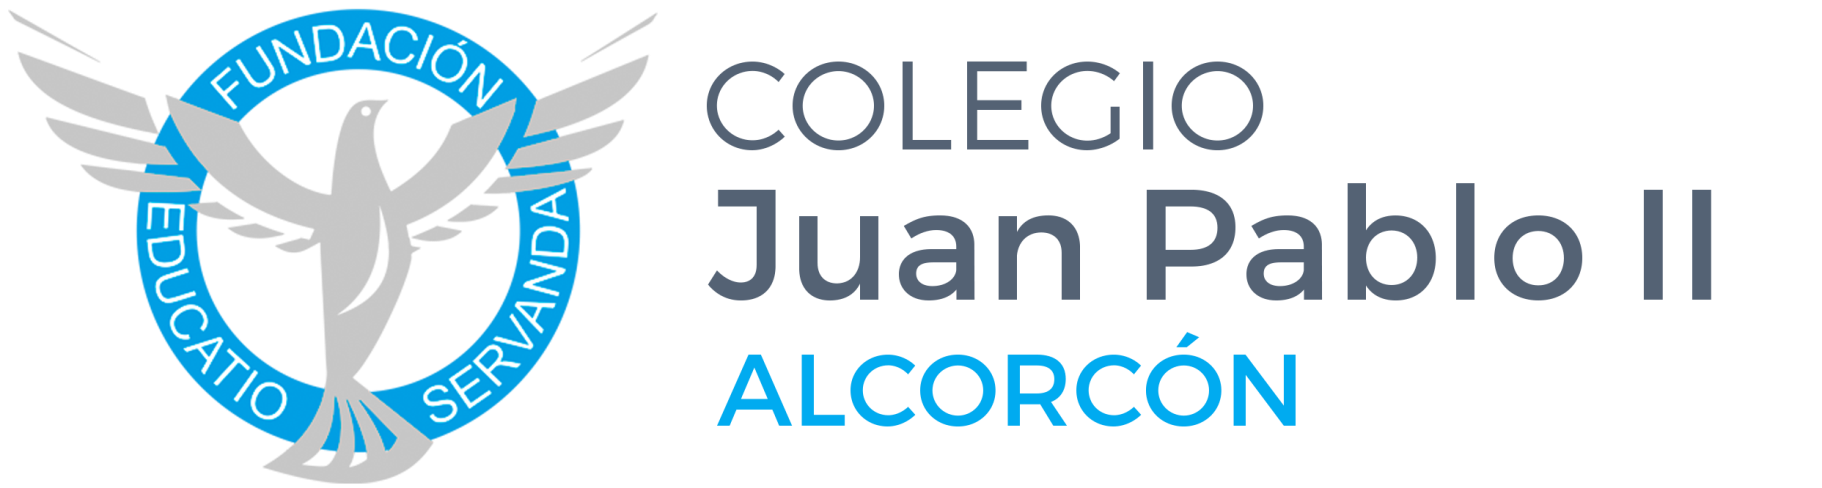 FUNDACIÓN
EDUCATIO
SERVANDA
COLEGIO
Juan Pablo II
ALCORCÓN